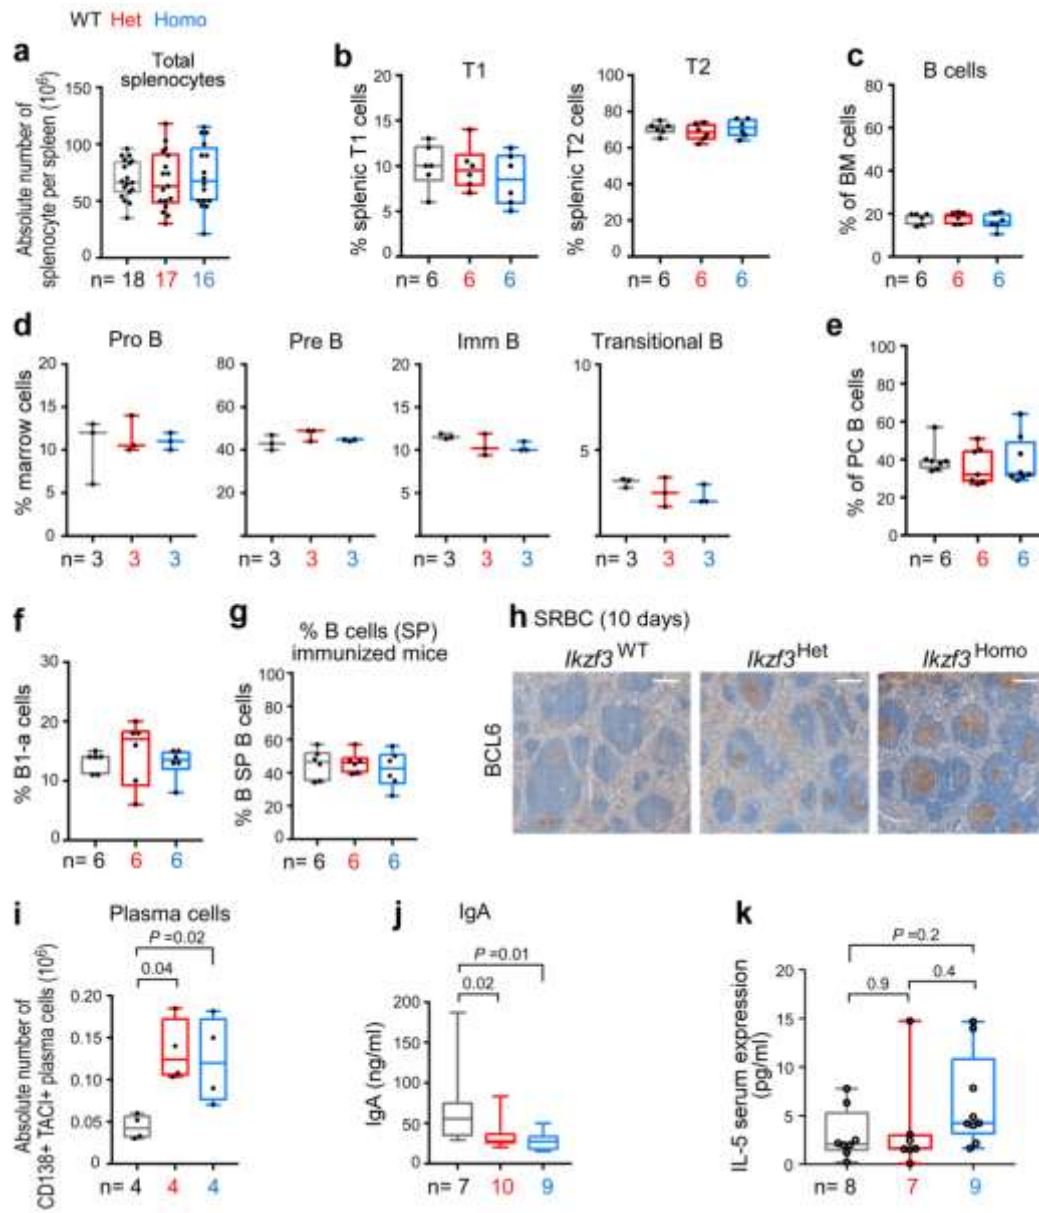 WT Het Homo
a
Total
splenocytes
Absolute number of
splenocyte per spleen (10⁶)
150
100
50
0
n= 18 17 16
b
T1
% splenic T1 cells
20
15
10
5
0
n= 6 6 6
T2
% splenic T2 cells
100
80
60
40
20
0
n= 6 6 6
c
B cells
% of BM cells
80
60
40
20
0
n= 6 6 6
d
Pro B
% marrow cells
20
15
10
5
0
n= 3 3 3
Pre B
80
60
40
20
3 3 3
Imm B
20
15
10
5
3 3
Transitional B
10
5
n= 3 3 3
e
% of PC B cells
100
80
60
40
20
0
n= 6 6 6
f
% B1-a cells
30
20
10
0
n= 6 6 6
g
% B cells (SP)
immunized mice
% B SP B cells
100
80
60
40
20
0
n= 6 6 6
h SRBC (10 days)
Ikzf3 WT Ikzf3 Het Ikzf3 Homo
BCL6
i
Plasma cells
P =0.02
0.04
Absolute number of
CD138+ TACI+ plasma cells (10⁶)
0.20
0.15
0.10
0.05
0
n= 4 4 4
j
IgA
P =0.01
0.02
IgA (ng/ml)
200
150
100
50
0
n= 7 10 9
k
P =0.2
0.9 0.4
IL-5 serum expression
(pg/ml)
20
15
10
5
0
n= 8 7 9